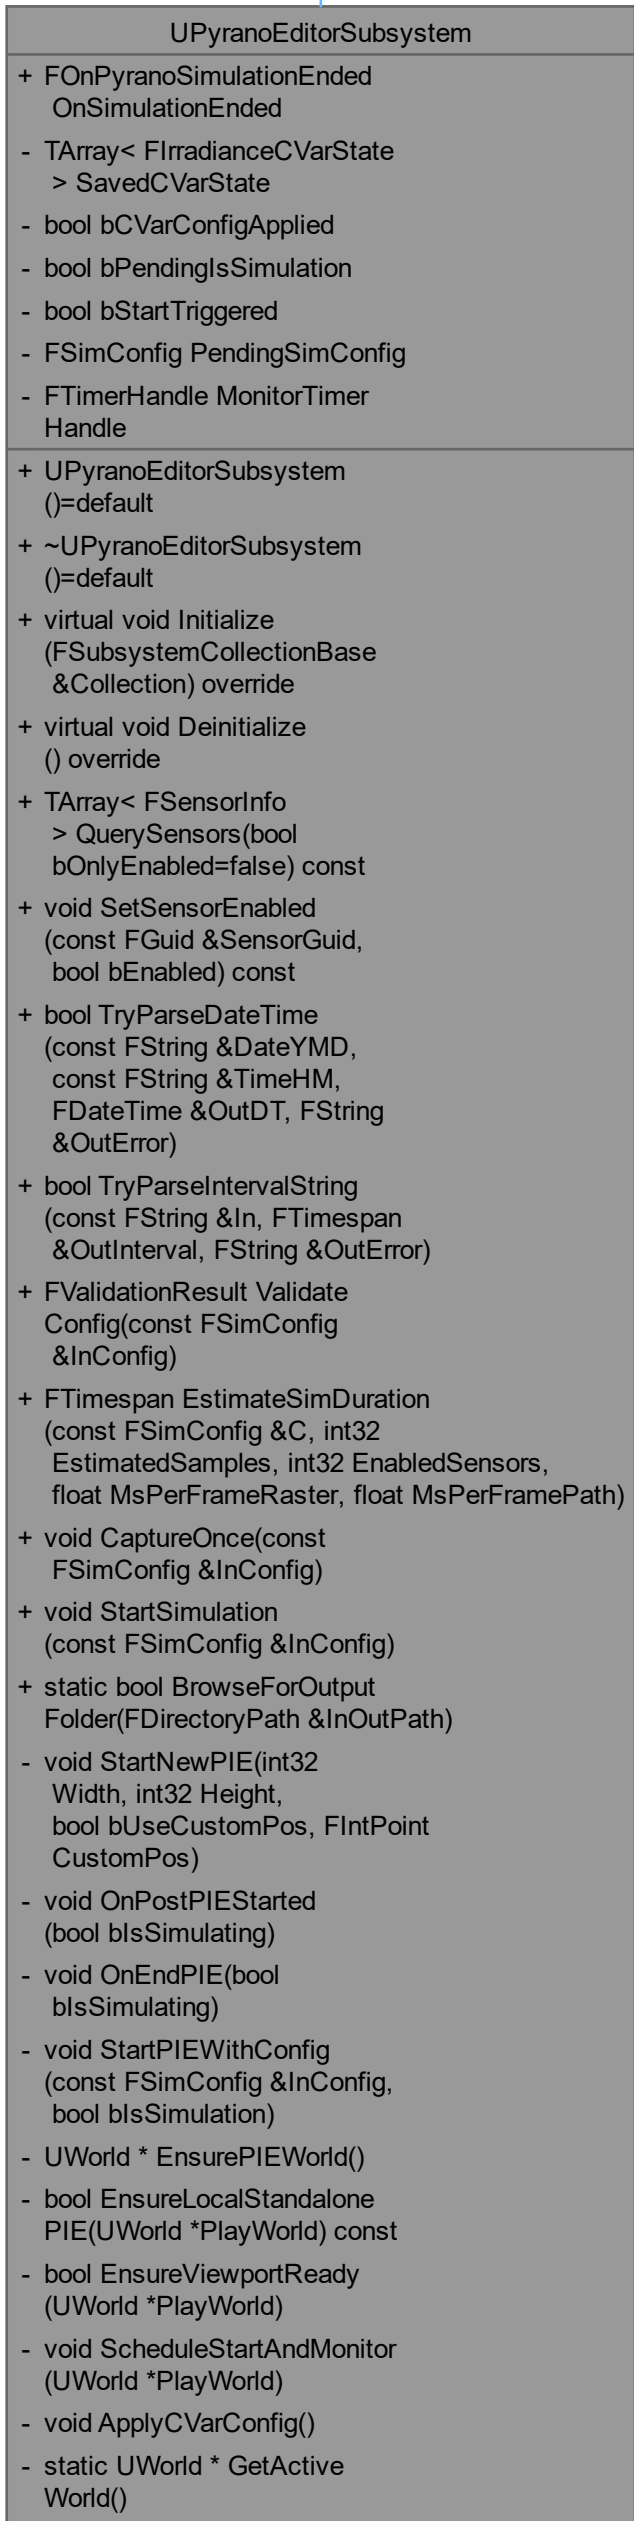 UPyranoEditorSubsystem
+ FOnPyranoSimulationEnded
OnSimulationEnded
- TArray< FIrradianceCVarState
> SavedCVarState
- bool bCVarConfigApplied
- bool bPendingIsSimulation
- bool bStartTriggered
- FSimConfig PendingSimConfig
- FTimerHandle MonitorTimer
Handle
+ UPyranoEditorSubsystem
()=default
+ ~UPyranoEditorSubsystem
()=default
+ virtual void Initialize
(FSubsystemCollectionBase
&Collection) override
+ virtual void Deinitialize
() override
+ TArray< FSensorInfo
> QuerySensors(bool
bOnlyEnabled=false) const
+ void SetSensorEnabled
(const FGuid &SensorGuid,
bool bEnabled) const
+ bool TryParseDateTime
(const FString &DateYMD,
const FString &TimeHM,
FDateTime &OutDT, FString
&OutError)
+ bool TryParseIntervalString
(const FString &In, FTimespan
&OutInterval, FString &OutError)
+ FValidationResult Validate
Config(const FSimConfig
&InConfig)
+ FTimespan EstimateSimDuration
(const FSimConfig &C, int32
EstimatedSamples, int32 EnabledSensors,
float MsPerFrameRaster, float MsPerFramePath)
+ void CaptureOnce(const
FSimConfig &InConfig)
+ void StartSimulation
(const FSimConfig &InConfig)
+ static bool BrowseForOutput
Folder(FDirectoryPath &InOutPath)
- void StartNewPIE(int32
Width, int32 Height,
bool bUseCustomPos, FIntPoint
CustomPos)
- void OnPostPIEStarted
(bool bIsSimulating)
- void OnEndPIE(bool
bIsSimulating)
- void StartPIEWithConfig
(const FSimConfig &InConfig,
bool bIsSimulation)
- UWorld * EnsurePIEWorld()
- bool EnsureLocalStandalone
PIE(UWorld *PlayWorld) const
- bool EnsureViewportReady
(UWorld *PlayWorld)
- void ScheduleStartAndMonitor
(UWorld *PlayWorld)
- void ApplyCVarConfig()
- static UWorld * GetActive
World()